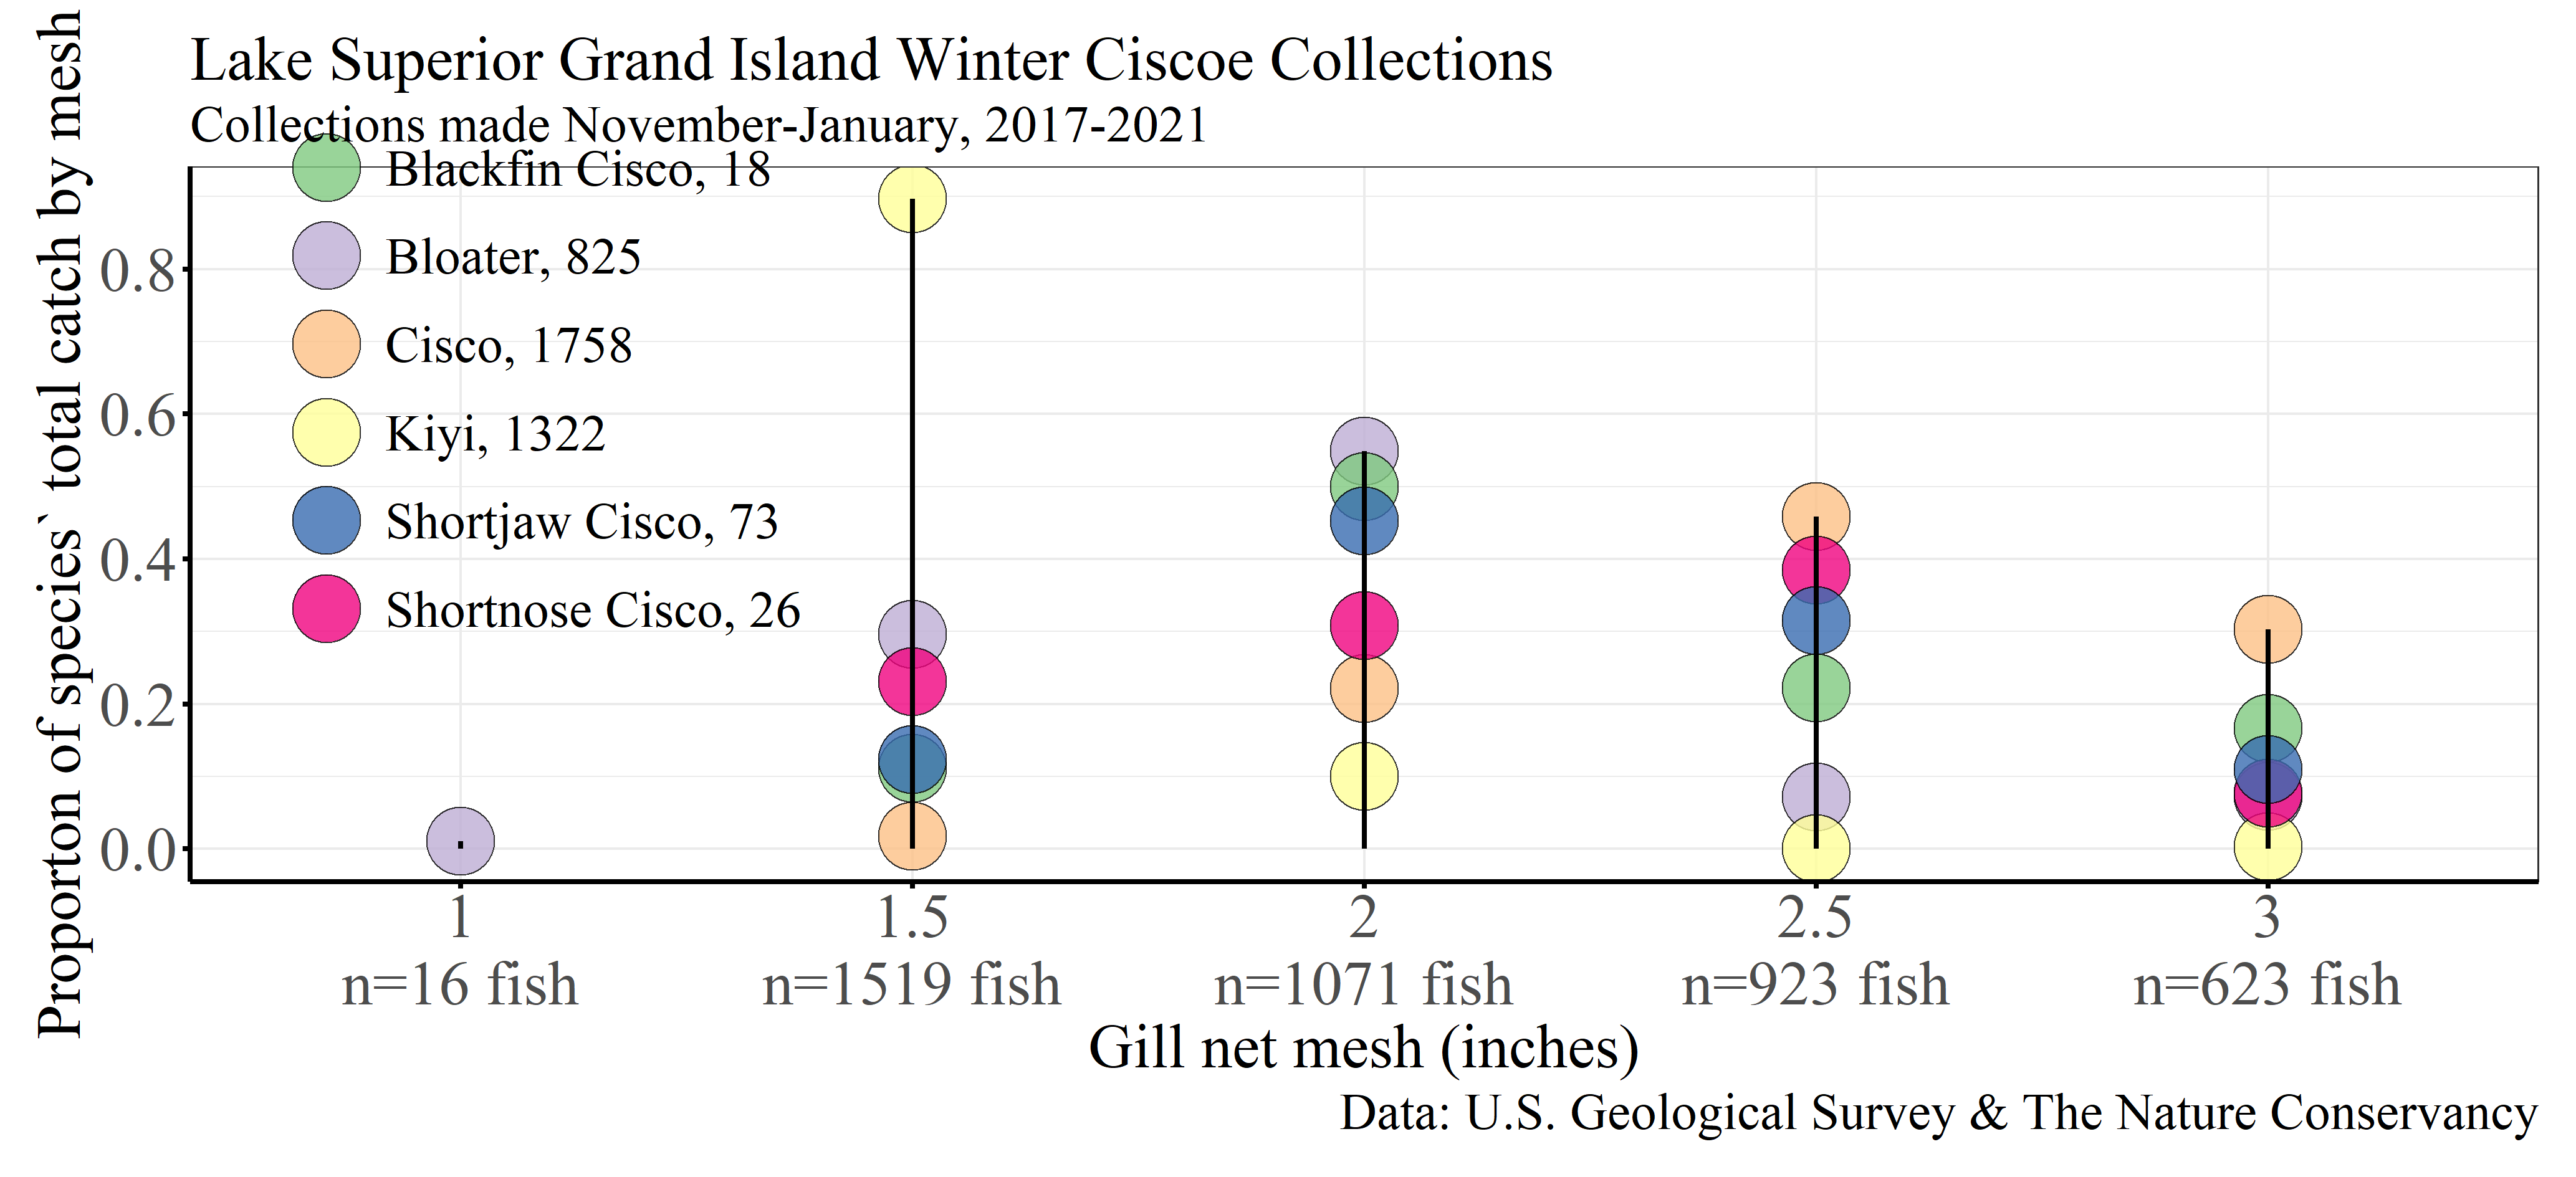 Lake Superior Grand Island Winter Ciscoe Collections
Collections made November-January, 2017-2021
Proporton of species` total catch by mesh
Blackfin Cisco, 18
Bloater, 825
Cisco, 1758
Kiyi, 1322
Shortjaw Cisco, 73
Shortnose Cisco, 26
0.8
0.6
0.4
0.2
0.0
1 1.5 2 2.5 3
n=16 fish n=1519 fish n=1071 fish n=923 fish n=623 fish
Gill net mesh (inches)
Data: U.S. Geological Survey & The Nature Conservancy